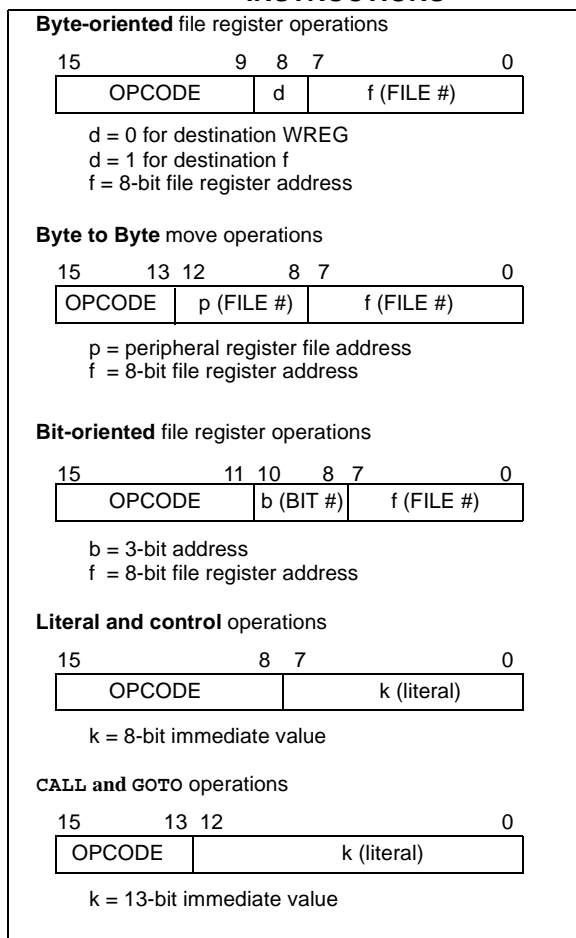 Byte-oriented file register operations
15 9 8 7 0
OPCODE d f (FILE #)
d = 0 for destination WREG
d = 1 for destination f
f = 8-bit file register address
Byte to Byte move operations
15 13 12 8 7 0
OPCODE p (FILE #) f (FILE #)
p = peripheral register file address
f = 8-bit file register address
Bit-oriented file register operations
15 11 10 8 7 0
OPCODE b (BIT #) f (FILE #)
b = 3-bit address
f = 8-bit file register address
Literal and control operations
15 8 7 0
OPCODE k (literal)
k = 8-bit immediate value
CALL and GOTO operations
15 13 12 0
OPCODE k (literal)
k = 13-bit immediate value